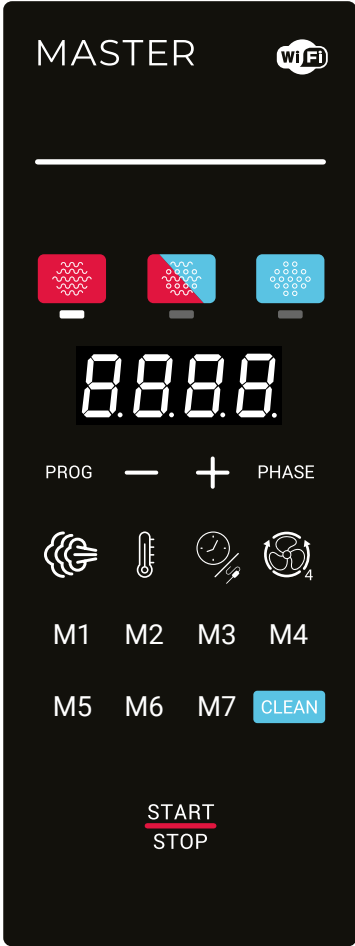 MASTER WiFi
8.8.8.8.
PROG − + PHASE
4
M1 M2 M3 M4
M5 M6 M7 CLEAN
START
STOP